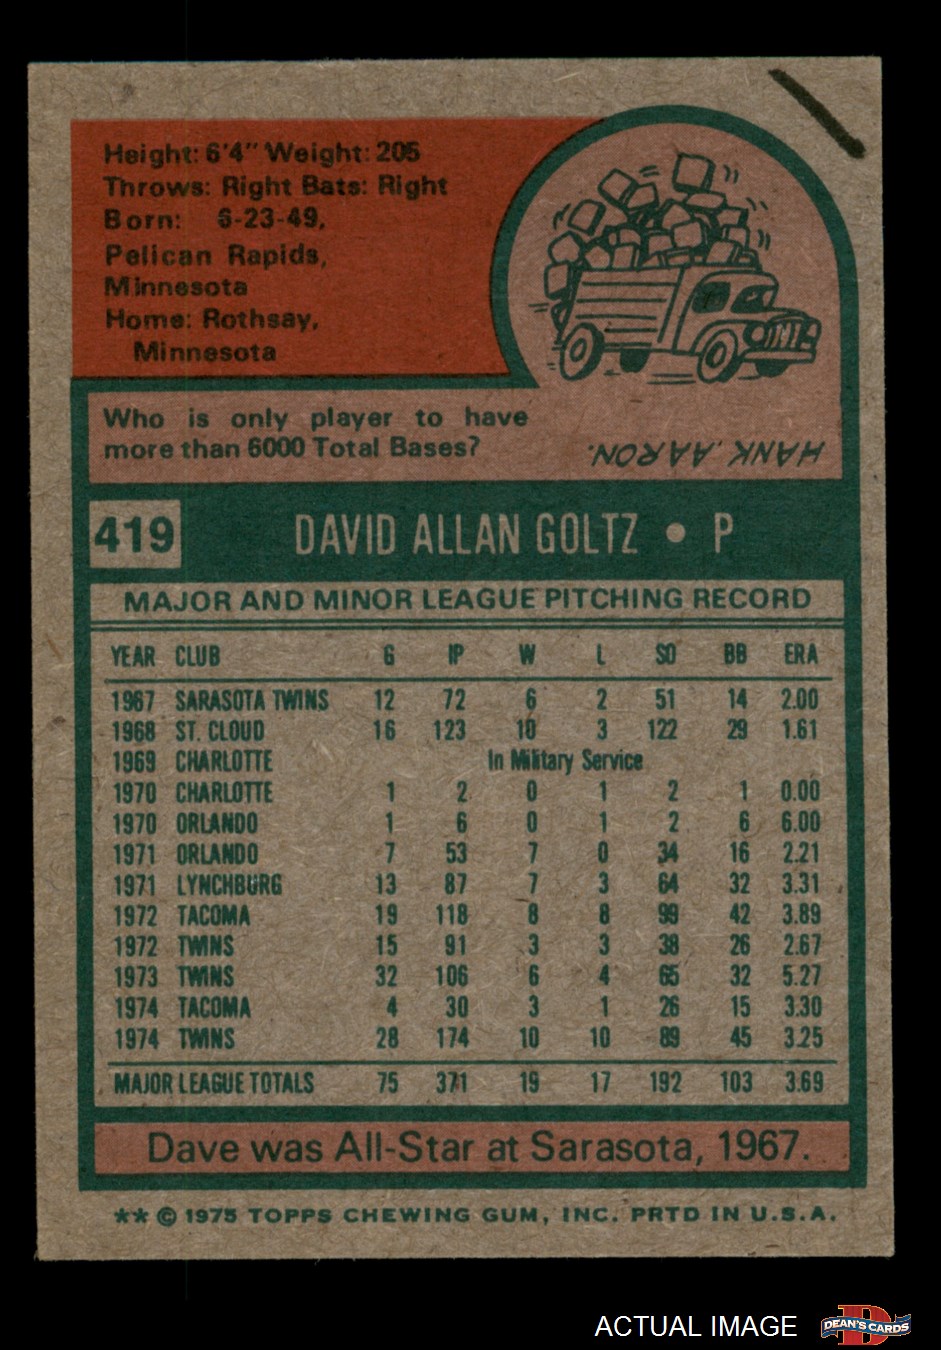 Height: 6'4" Weight: 205
Throws: Right Bats: Right
Born: 6-23-49,
Pelican Rapids,
Minnesota
Home: Rothsay,
Minnesota
Who is only player to have
more than 6000 Total Bases?
HANK AARON.
419 DAVID ALLAN GOLTZ • P
MAJOR AND MINOR LEAGUE PITCHING RECORD
YEAR CLUB G IP W L SO BB ERA
1967 SARASOTA TWINS 12 72 6 2 51 14 2.00
1968 ST. CLOUD 16 123 10 3 122 29 1.61
1969 CHARLOTTE In Military Service
1970 CHARLOTTE 1 2 0 1 2 1 0.00
1970 ORLANDO 1 6 0 1 2 6 6.00
1971 ORLANDO 7 53 7 0 34 16 2.21
1971 LYNCHBURG 13 87 7 3 64 32 3.31
1972 TACOMA 19 118 8 8 99 42 3.89
1972 TWINS 15 91 3 3 38 26 2.67
1973 TWINS 32 106 6 4 65 32 5.27
1974 TACOMA 4 30 3 1 26 15 3.30
1974 TWINS 28 174 10 10 89 45 3.25
MAJOR LEAGUE TOTALS 75 371 19 17 192 103 3.69
Dave was All-Star at Sarasota, 1967.
** © 1975 TOPPS CHEWING GUM, INC. PRTD IN U.S.A.
ACTUAL IMAGE
D
DEAN'S CARDS